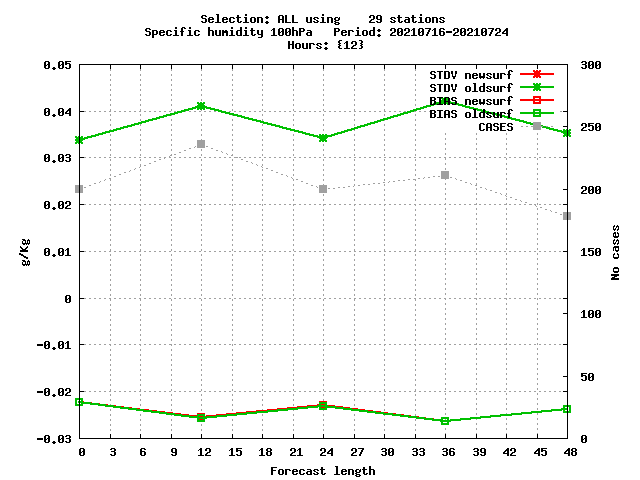 Selection: ALL using    29 stations
Specific humidity 100hPa   Period: 20210716-20210724
Hours: {12}
STDV newsurf
STDV oldsurf
BIAS newsurf
BIAS oldsurf
CASES
0.05
0.04
0.03
0.02
0.01
0
-0.01
-0.02
-0.03
g/Kg
300
250
200
150
100
50
0
No cases
0 3 6 9 12 15 18 21 24 27 30 33 36 39 42 45 48
Forecast length